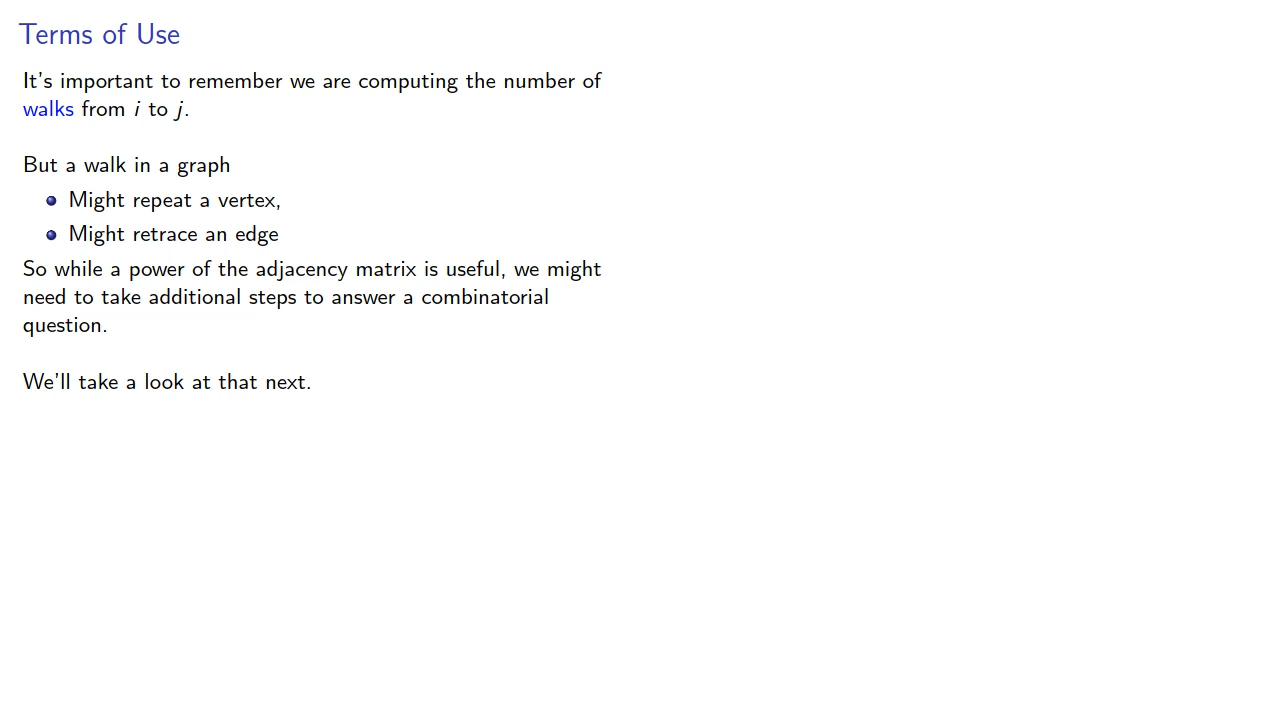 Terms of Use
It's important to remember we are computing the number of
walks from i to j.
But a walk in a graph
Might repeat a vertex,
Might retrace an edge
So while a power of the adjacency matrix is useful, we might
need to take additional steps to answer a combinatorial
question.
We'll take a look at that next.